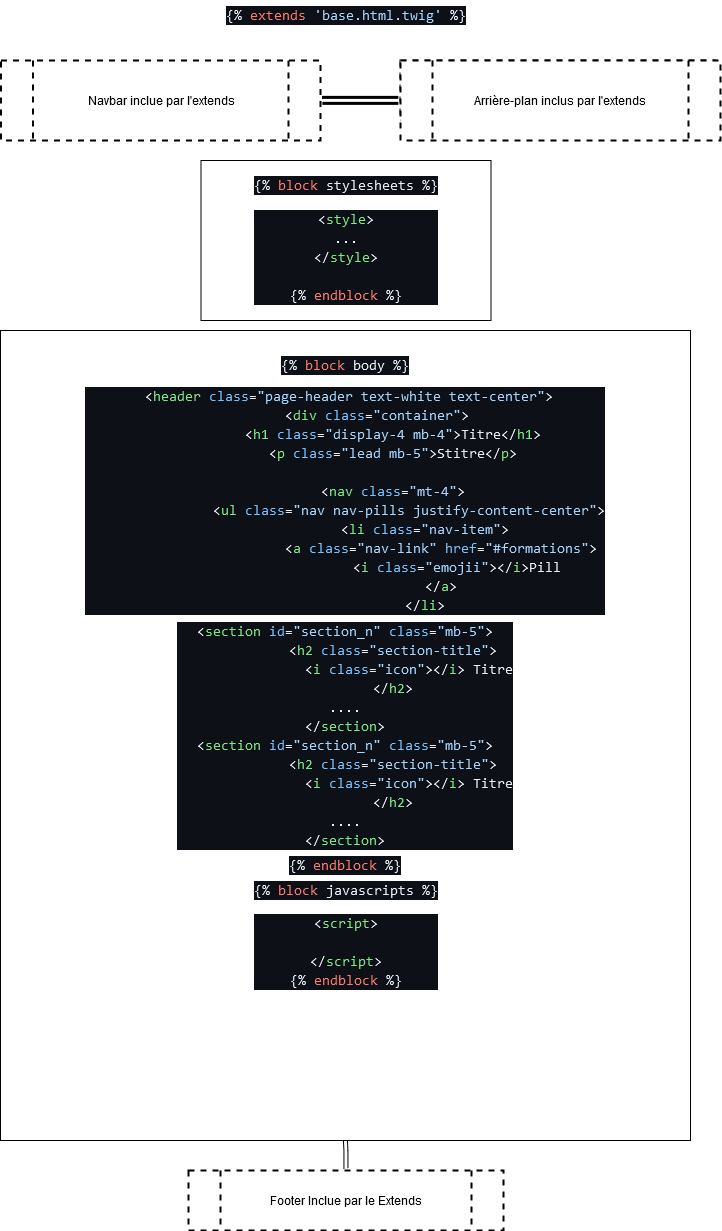 {% extends 'base.html.twig' %}
Navbar inclue par l'extends
Arrière-plan inclus par l'extends
{% block stylesheets %}
<style>
...
</style>
{% endblock %}
{% block body %}
<header class="page-header text-white text-center">
<div class="container">
<h1 class="display-4 mb-4">Titre</h1>
<p class="lead mb-5">Stitre</p>
<nav class="mt-4">
<ul class="nav nav-pills justify-content-center">
<li class="nav-item">
<a class="nav-link" href="#formations">
<i class="emojii"></i>Pill
</a>
</li>
<section id="section_n" class="mb-5">
<h2 class="section-title">
<i class="icon"></i> Titre
</h2>
....
</section>
<section id="section_n" class="mb-5">
<h2 class="section-title">
<i class="icon"></i> Titre
</h2>
....
</section>
{% endblock %}
{% block javascripts %}
<script>
</script>
{% endblock %}
Footer Inclue par le Extends